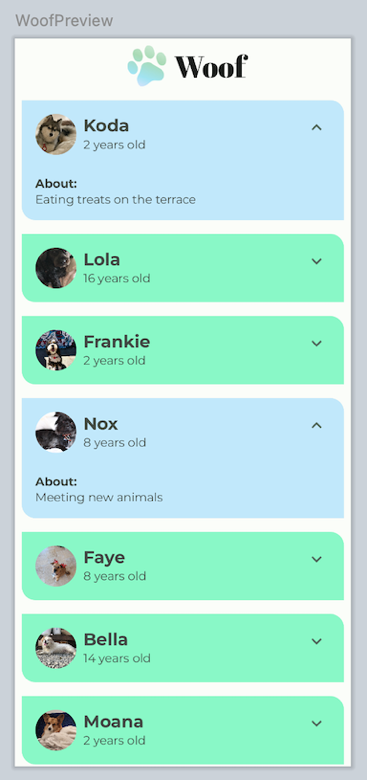 WoofPreview
Woof
Koda
2 years old
About:
Eating treats on the terrace
Lola
16 years old
Frankie
2 years old
Nox
8 years old
About:
Meeting new animals
Faye
8 years old
Bella
14 years old
Moana
2 years old